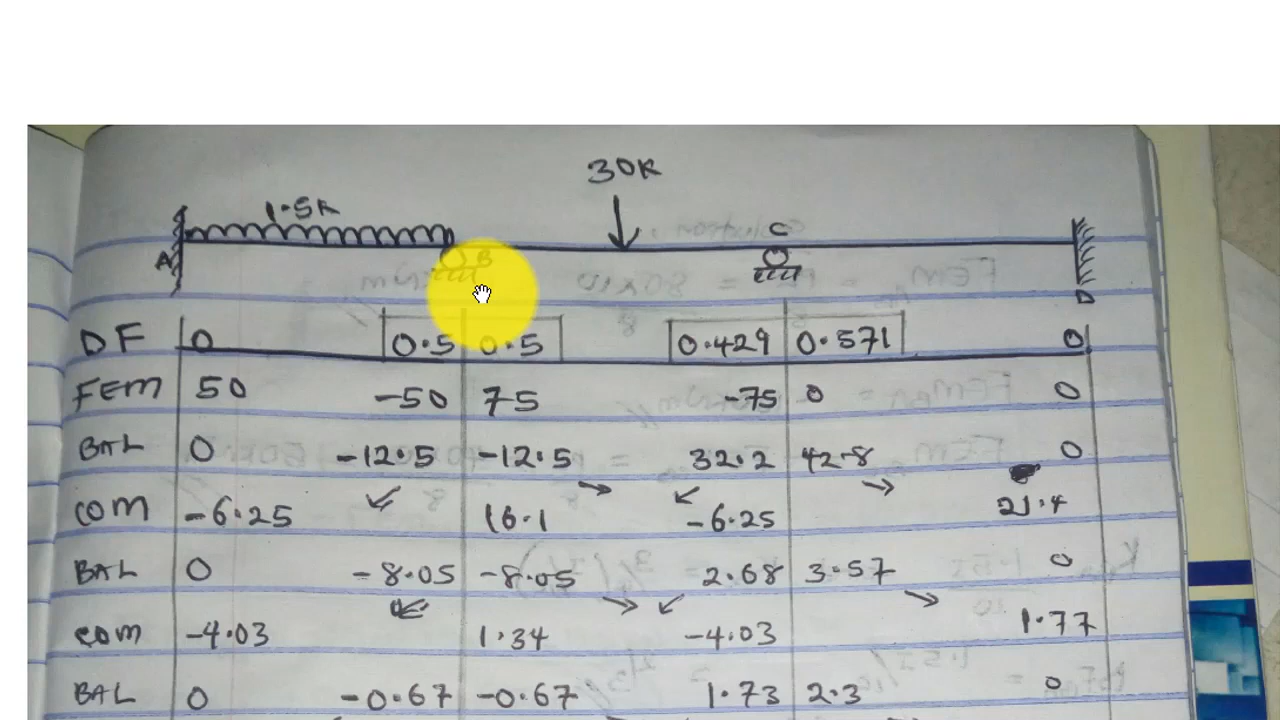 30K
1.5K
C
A B
D
DF 0 0.5 0.5 0.429 0.571 0
FEM 50 -50 75 -75 0 0
BAL 0 -12.5 -12.5 32.2 42.8 0
COM -6.25 16.1 -6.25 21.4
BAL 0 -8.05 -8.05 2.68 3.57 0
COM -4.03 1.34 -4.03 1.77
BAL 0 -0.67 -0.67 1.73 2.3 0